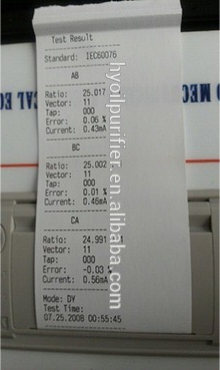 Test Result
Standard: IEC60076
AB
Ratio: 25.017
Vector: 11
Tap: 000
Error: 0.06 %
Current: 0.43mA
BC
Ratio: 25.002
Vector: 11
Tap: 000
Error: 0.01 %
Current: 0.46mA
CA
Ratio: 24.991
Vector: 11
Tap: 000
Error: -0.03 %
Current: 0.56mA
Mode: DY
Test Time:
07.25.2008 00:55:45
hyoilpurifier.en.alibaba.com